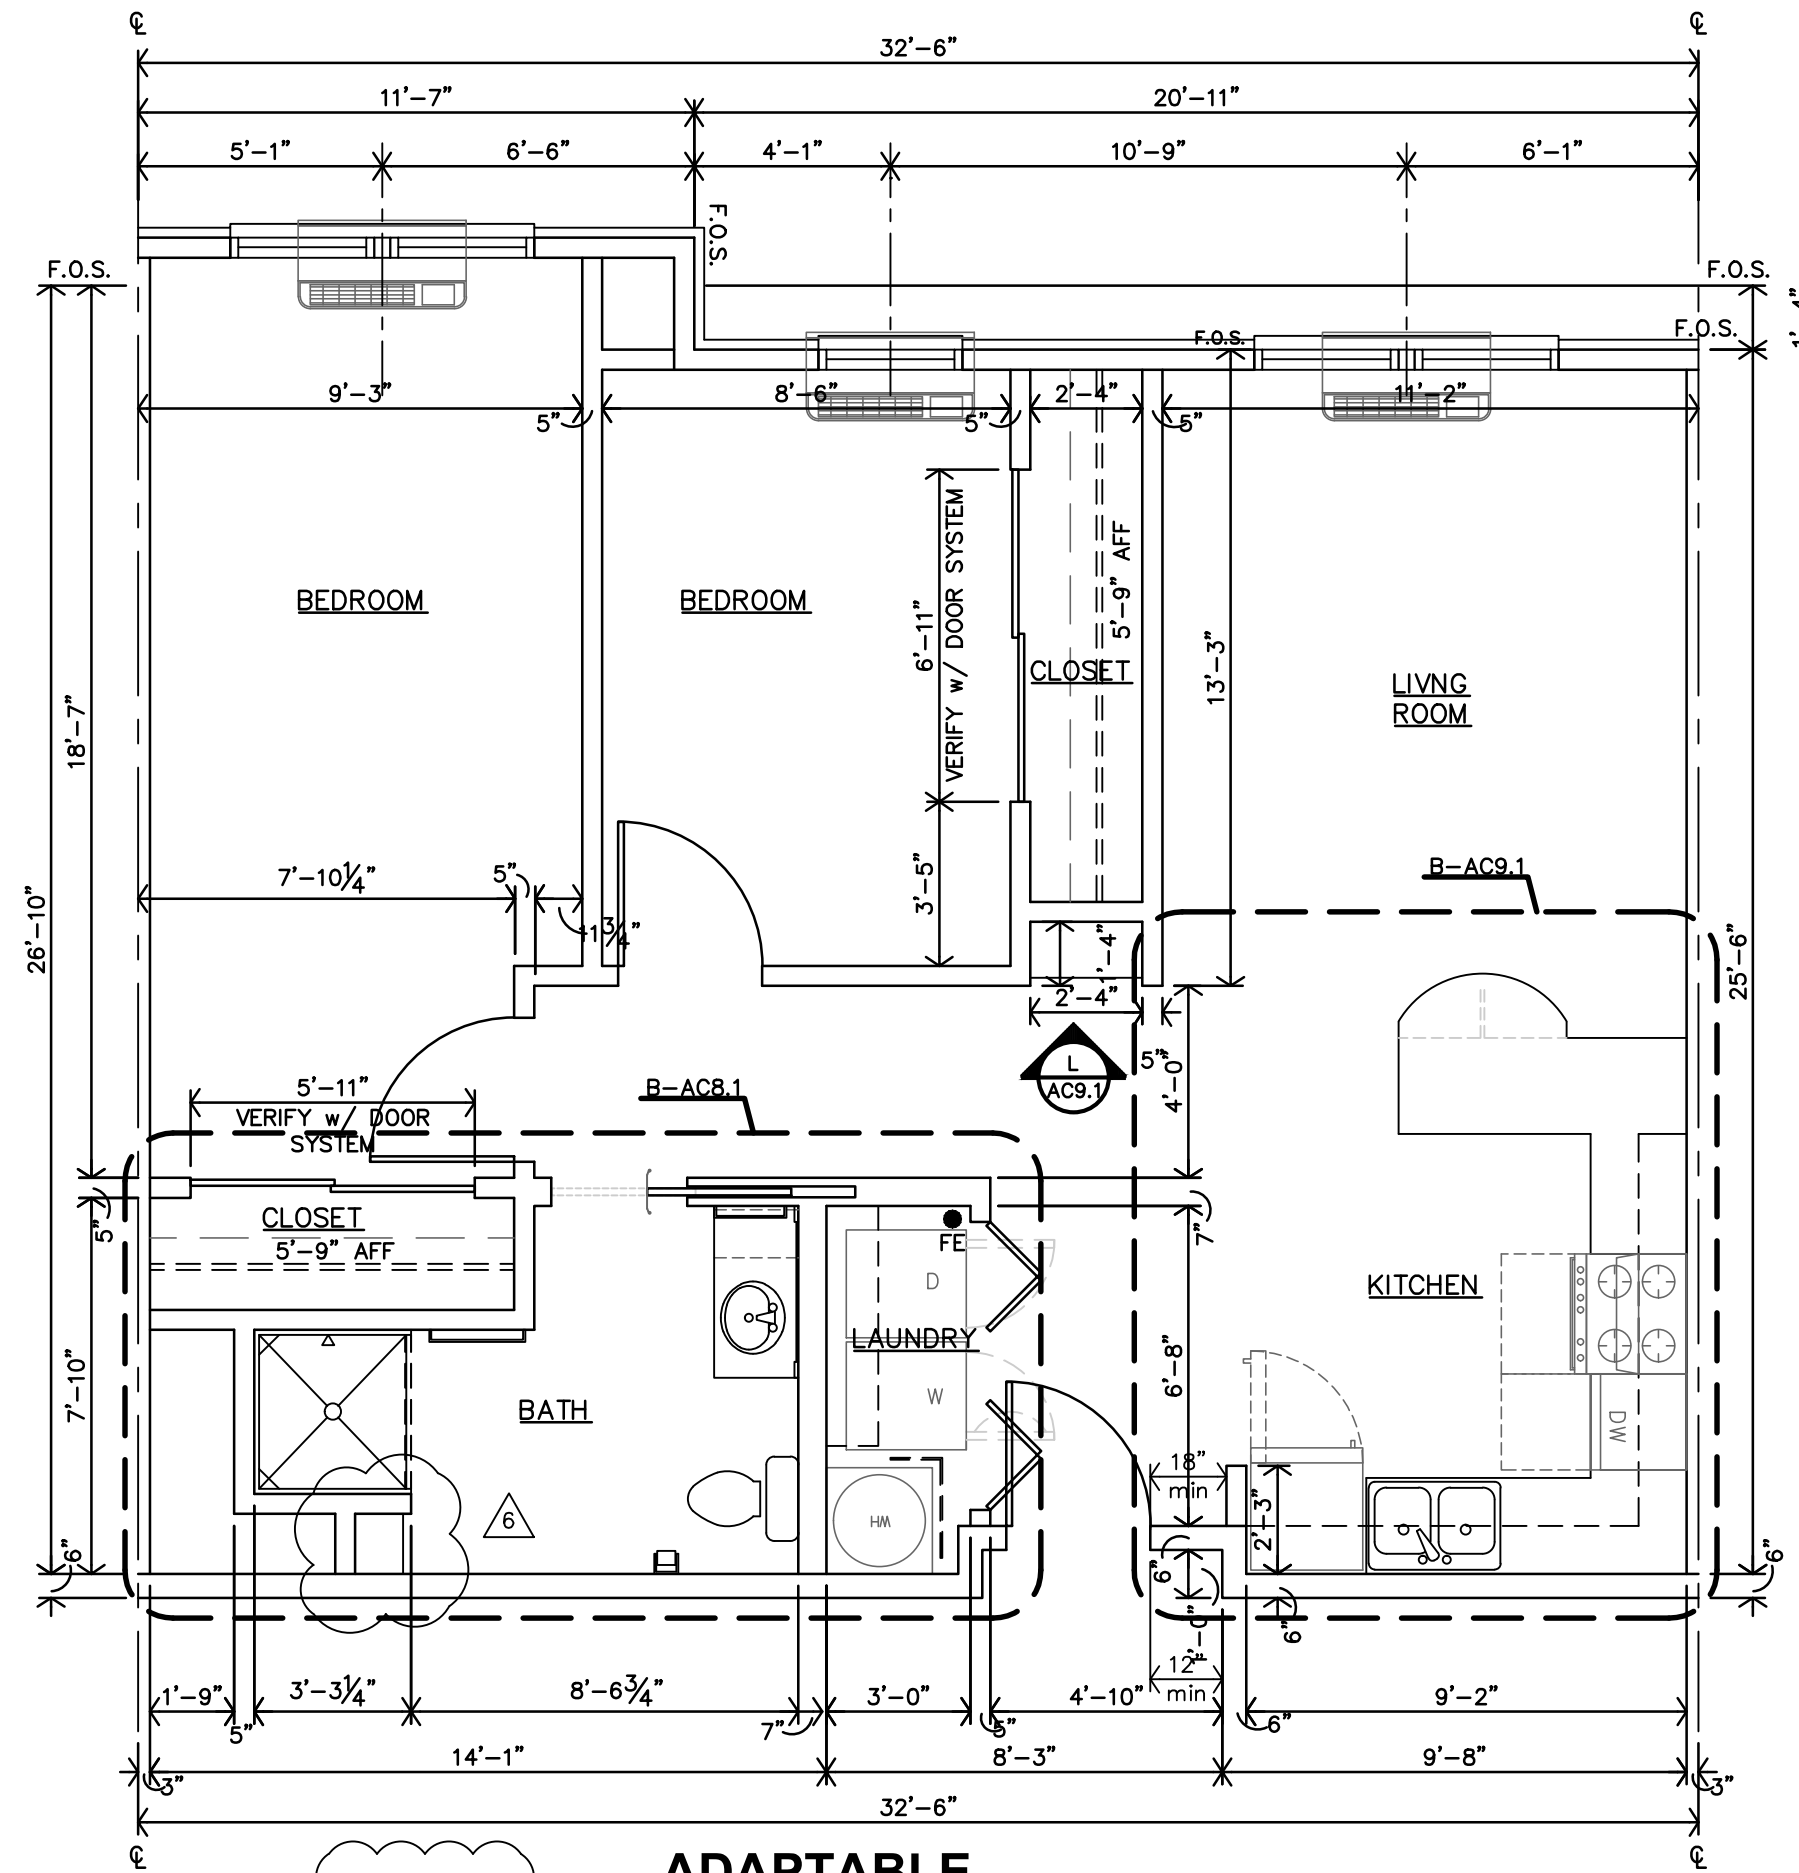 ℄ ℄
32'-6"
11'-7" 20'-11"
5'-1" 6'-6" 4'-1" 10'-9" 6'-1"
F.O.S.
F.O.S. F.O.S.
F.O.S. F.O.S.
9'-3" 8'-6" 2'-4" 11'-2"
5" 5" 5"
6'-11"
VERIFY w/ DOOR SYSTEM
5'-9" AFF
BEDROOM BEDROOM
CLOSET
13'-3"
LIVNG
ROOM
18'-7"
26'-10"
25'-6"
7'-10¼" 5"
11¾"
3'-5"
B-AC9.1
1'-4"
2'-4"
5"
4'-0"
L
AC9.1
B-AC8.1
5'-11"
VERIFY w/ DOOR
SYSTEM
5"
CLOSET
5'-9" AFF
7"
FE
D
LAUNDRY
W
KITCHEN
7'-10"
6'-8"
BATH
DW
18"
min
WH
6
2'-3"
6"
6"
6"
1'-0"
6"
12"
min
1'-9" 3'-3¼" 8'-6¾" 3'-0" 4'-10" 9'-2"
5" 7" 5" 6"
14'-1" 8'-3" 9'-8"
3" 3"
32'-6"
℄ ℄
ADAPTABLE